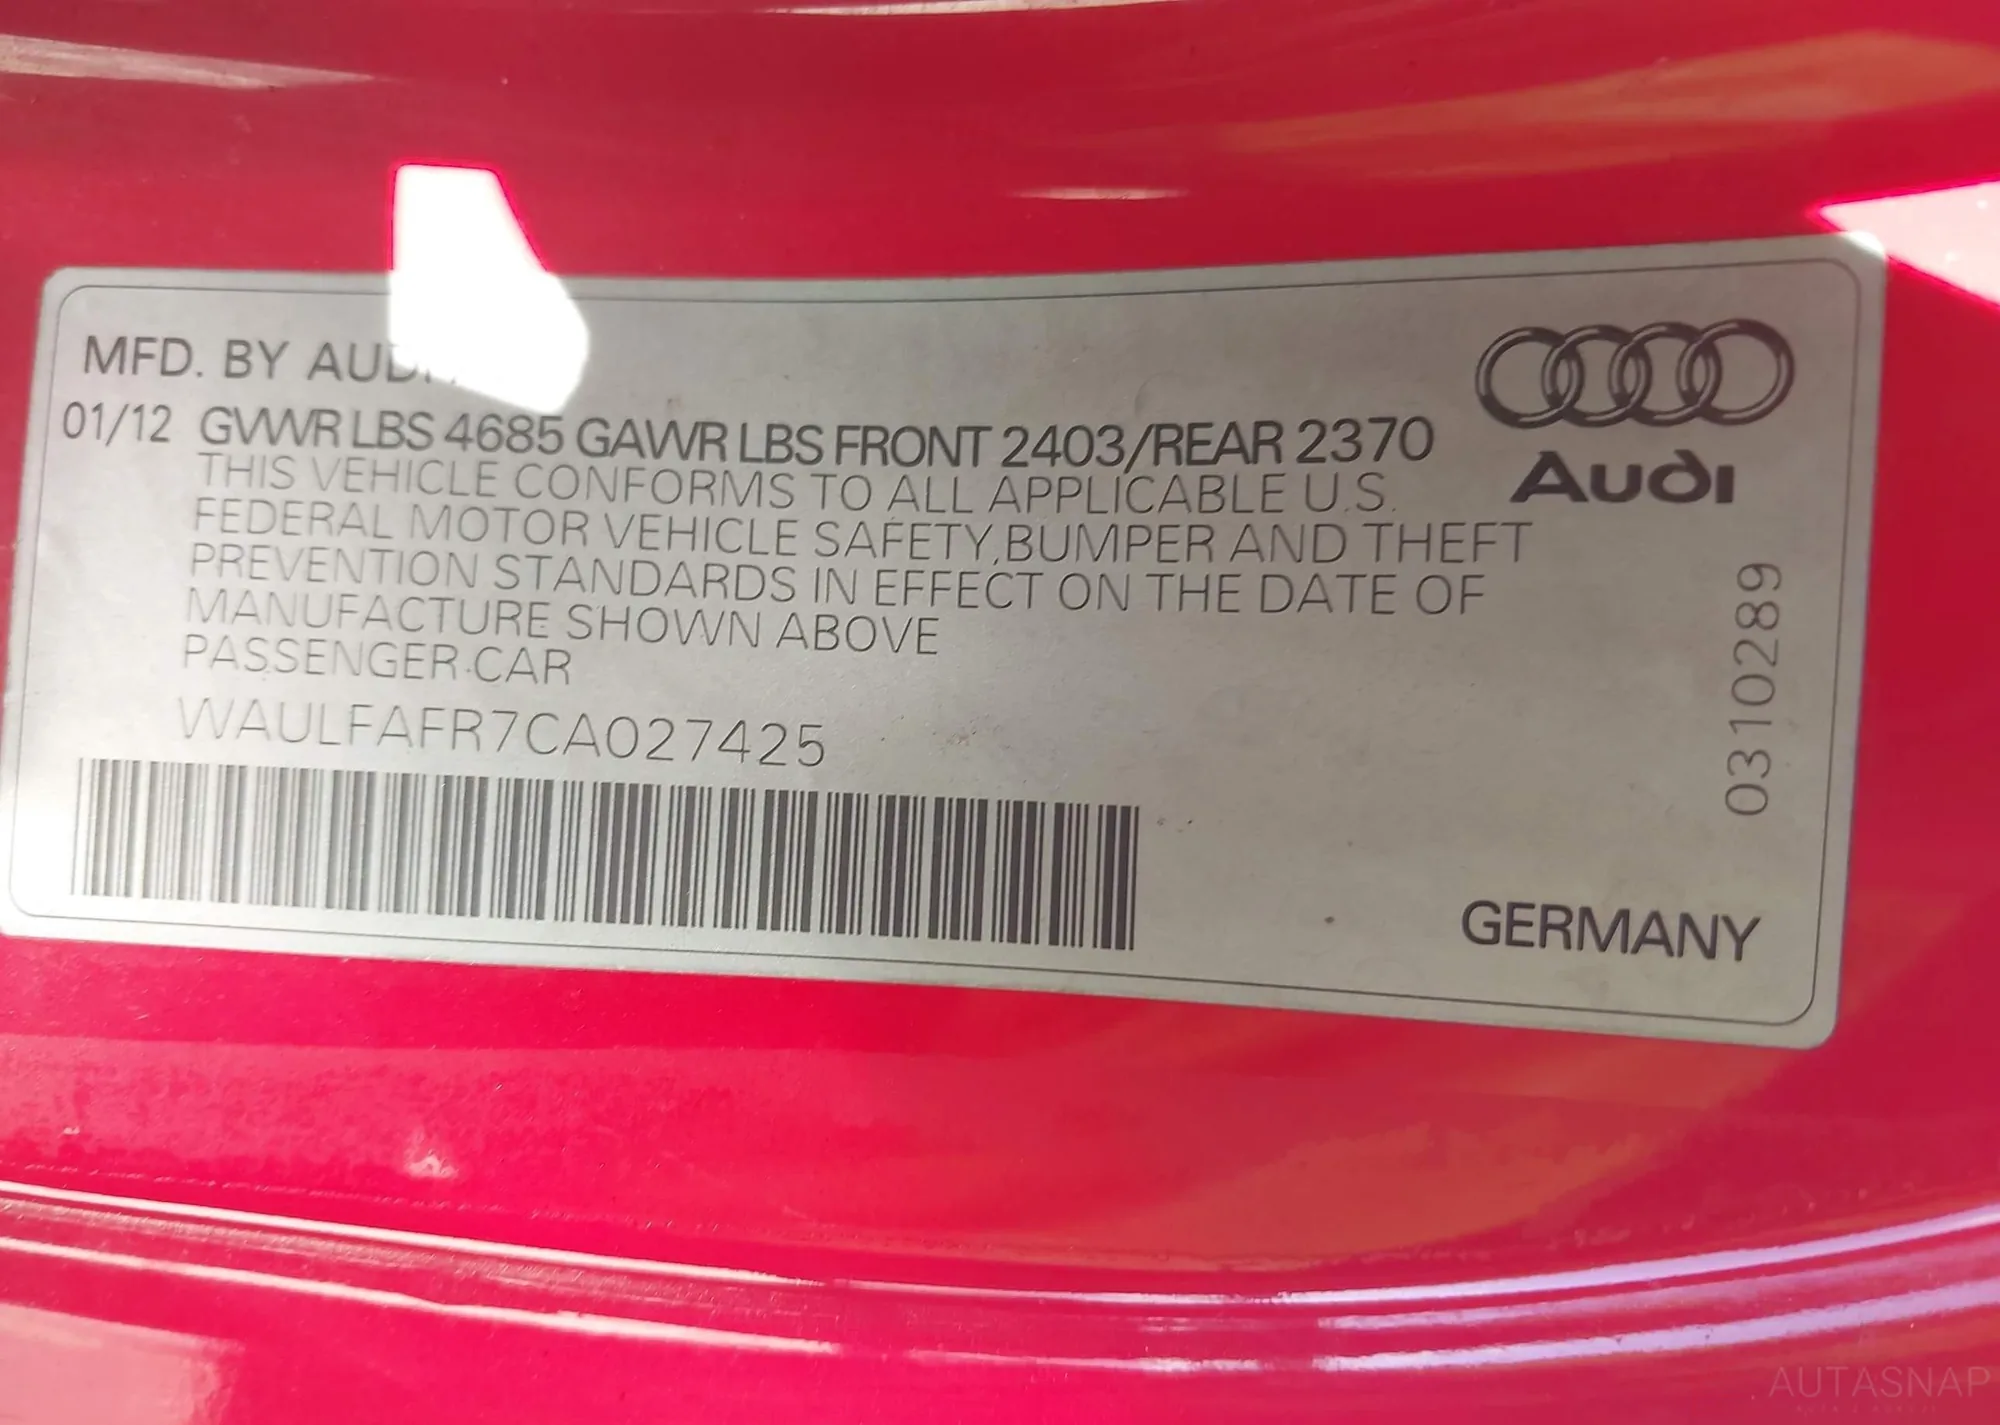 MFD. BY AUDI
01/12 GVWR LBS 4685 GAWR LBS FRONT 2403/REAR 2370
THIS VEHICLE CONFORMS TO ALL APPLICABLE U.S.
FEDERAL MOTOR VEHICLE SAFETY, BUMPER AND THEFT
PREVENTION STANDARDS IN EFFECT ON THE DATE OF
MANUFACTURE SHOWN ABOVE
PASSENGER CAR
WAULFAFR7CA027425
Audi
0310289
GERMANY
AUTASNAP